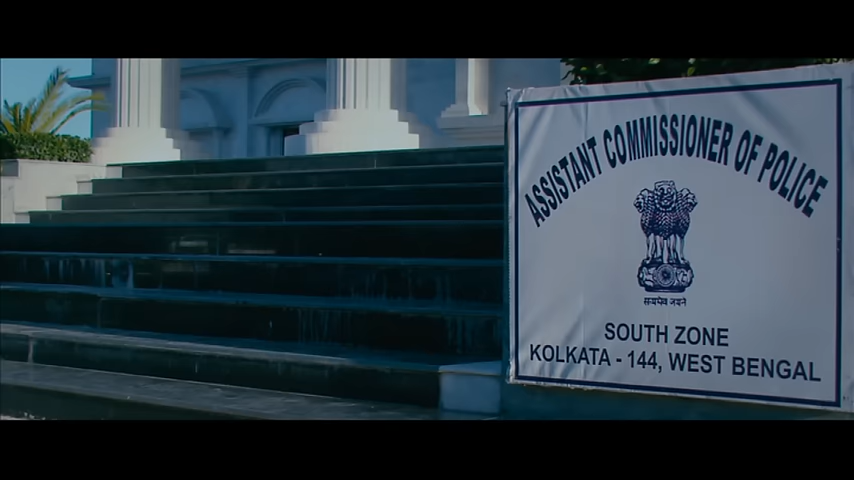 ASSISTANT COMMISSIONER OF POLICE
सत्यमेव जयते
SOUTH ZONE
KOLKATA - 144, WEST BENGAL